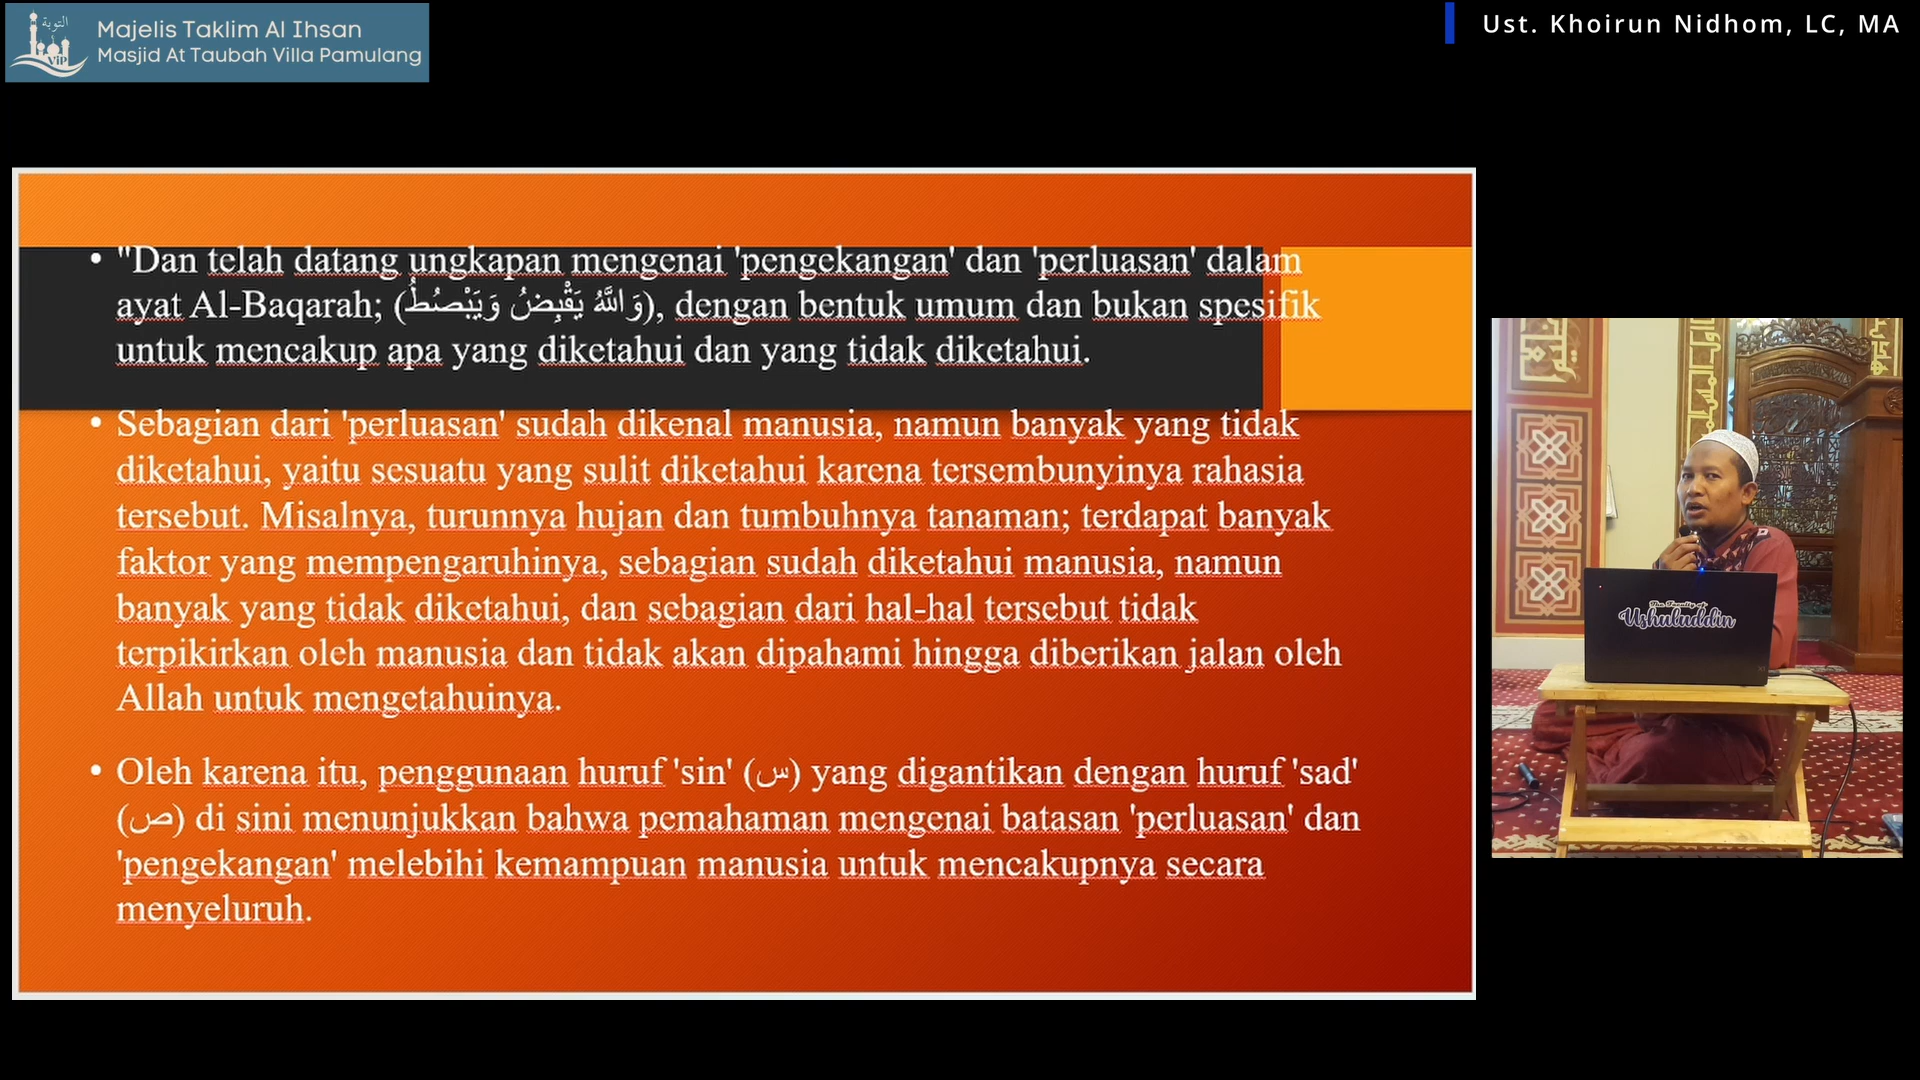 التوبة
ViP
Majelis Taklim Al Ihsan
Masjid At Taubah Villa Pamulang
Ust. Khoirun Nidhom, LC, MA
• "Dan telah datang ungkapan mengenai 'pengekangan' dan 'perluasan' dalam
ayat Al-Baqarah; (وَاللَّهُ يَقْبِضُ وَيَبْصُطُ), dengan bentuk umum dan bukan spesifik
untuk mencakup apa yang diketahui dan yang tidak diketahui.
• Sebagian dari 'perluasan' sudah dikenal manusia, namun banyak yang tidak
diketahui, yaitu sesuatu yang sulit diketahui karena tersembunyinya rahasia
tersebut. Misalnya, turunnya hujan dan tumbuhnya tanaman; terdapat banyak
faktor yang mempengaruhinya, sebagian sudah diketahui manusia, namun
banyak yang tidak diketahui, dan sebagian dari hal-hal tersebut tidak
terpikirkan oleh manusia dan tidak akan dipahami hingga diberikan jalan oleh
Allah untuk mengetahuinya.
• Oleh karena itu, penggunaan huruf 'sin' (س) yang digantikan dengan huruf 'sad'
(ص) di sini menunjukkan bahwa pemahaman mengenai batasan 'perluasan' dan
'pengekangan' melebihi kemampuan manusia untuk mencakupnya secara
menyeluruh.
The Faculty of
Ushuluddin